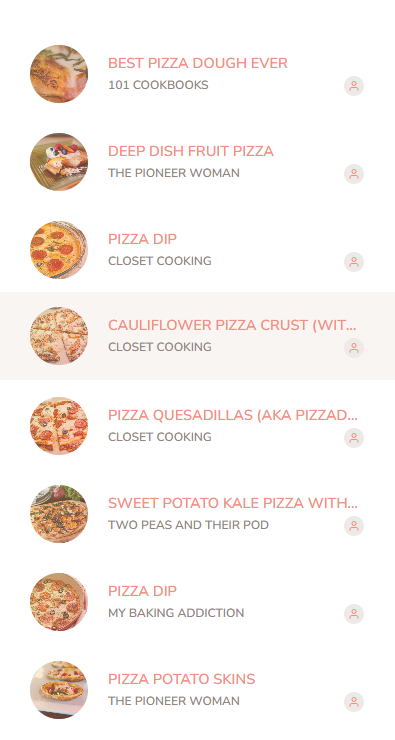 BEST PIZZA DOUGH EVER
101 COOKBOOKS
DEEP DISH FRUIT PIZZA
THE PIONEER WOMAN
PIZZA DIP
CLOSET COOKING
CAULIFLOWER PIZZA CRUST (WIT...
CLOSET COOKING
PIZZA QUESADILLAS (AKA PIZZAD...
CLOSET COOKING
SWEET POTATO KALE PIZZA WITH...
TWO PEAS AND THEIR POD
PIZZA DIP
MY BAKING ADDICTION
PIZZA POTATO SKINS
THE PIONEER WOMAN